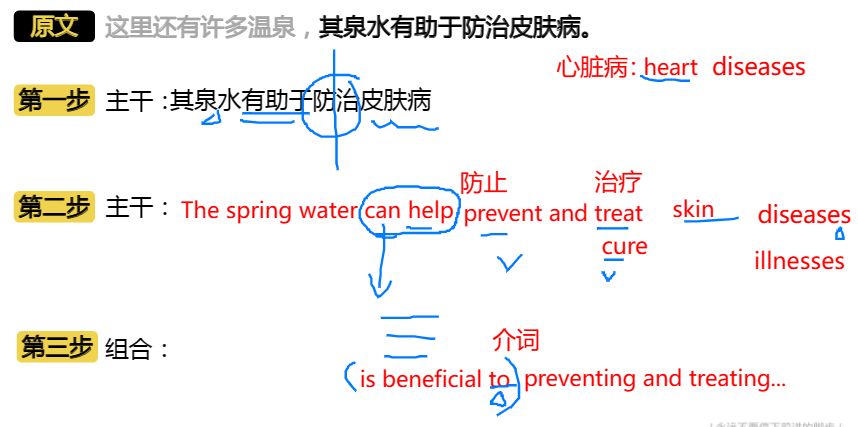 原文 这里还有许多温泉，其泉水有助于防治皮肤病。
心脏病：heart diseases
第一步 主干：其泉水有助于防治皮肤病
防止 治疗
第二步 主干： The spring water can help prevent and treat skin diseases
cure illnesses
第三步 组合：
介词
is beneficial to preventing and treating...